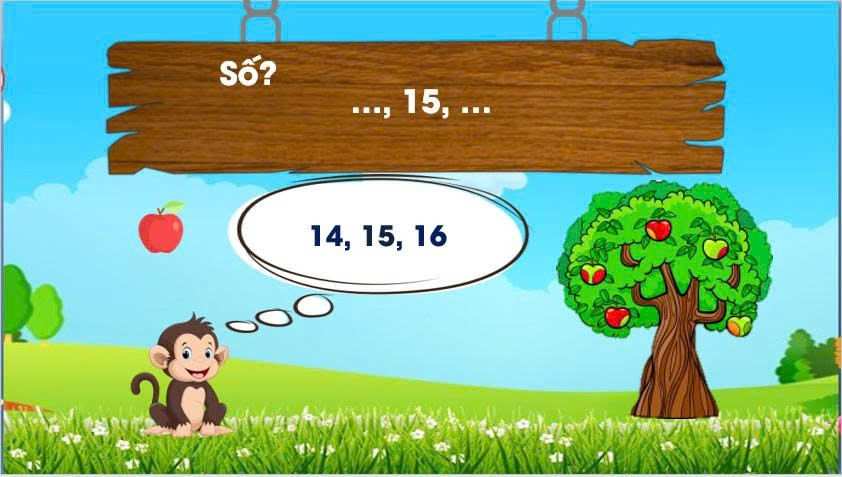 Số?
..., 15, ...
14, 15, 16